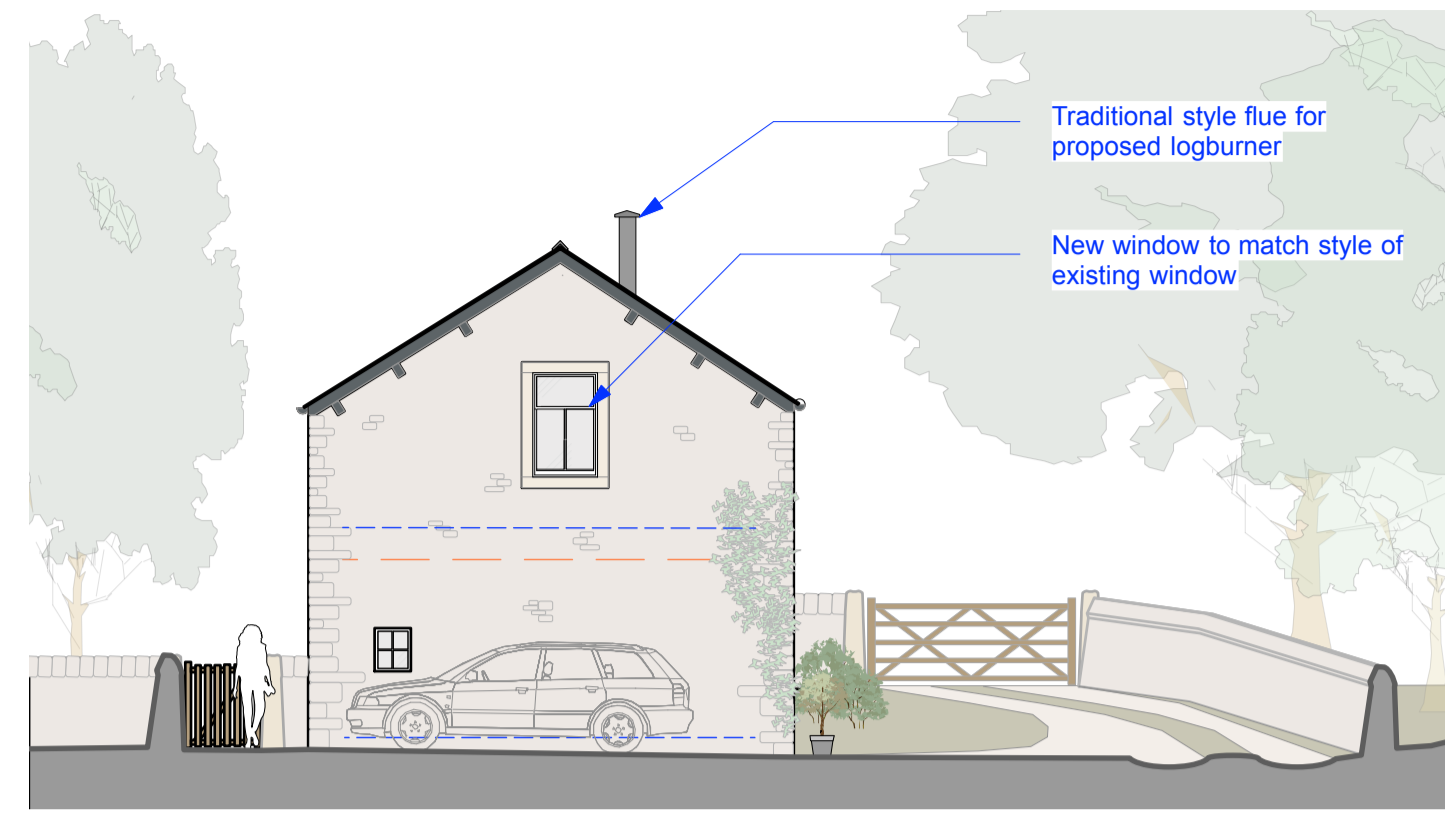 Traditional style flue for
proposed logburner
New window to match style of
existing window